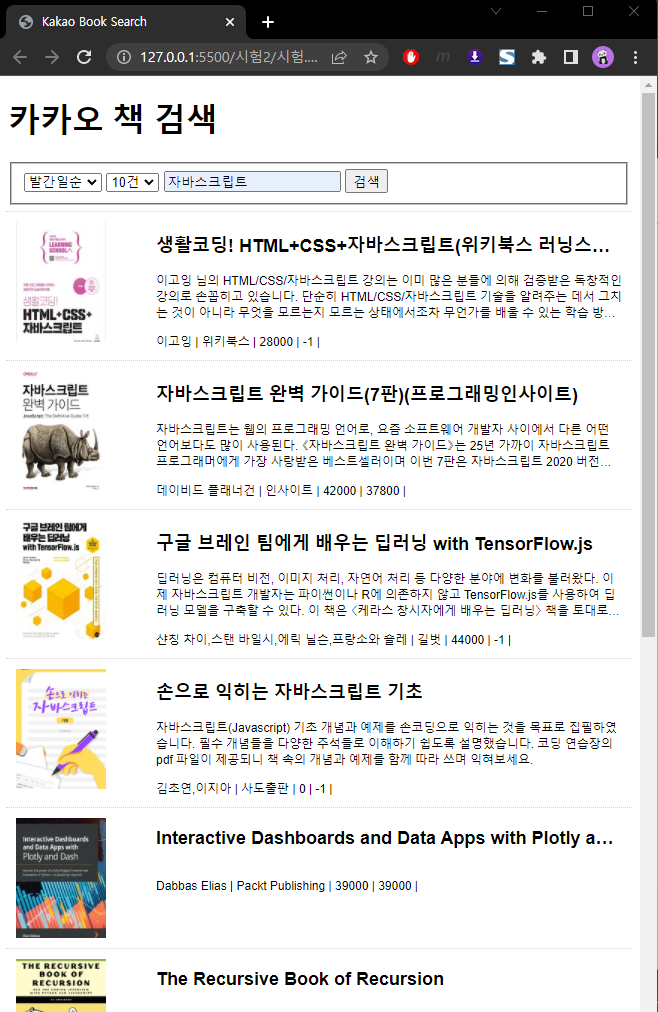 Kakao Book Search
127.0.0.1:5500/시험2/시험....
카카오 책 검색
발간일순 10건 자바스크립트 검색
LEARNING
SCHOOL
생활코딩!
HTML+CSS+
자바스크립트
생활코딩! HTML+CSS+자바스크립트(위키북스 러닝스...
이고잉 님의 HTML/CSS/자바스크립트 강의는 이미 많은 분들에 의해 검증받은 독창적인
강의로 손꼽히고 있습니다. 단순히 HTML/CSS/자바스크립트 기술을 알려주는 데서 그치
는 것이 아니라 무엇을 모르는지 모르는 상태에서조자 무언가를 배울 수 있는 학습 방...
이고잉 | 위키북스 | 28000 | -1 |
O'REILLY
자바스크립트
완벽 가이드
자바스크립트 완벽 가이드(7판)(프로그래밍인사이트)
자바스크립트는 웹의 프로그래밍 언어로, 요즘 소프트웨어 개발자 사이에서 다른 어떤
언어보다도 많이 사용된다. 《자바스크립트 완벽 가이드》는 25년 가까이 자바스크립트
프로그래머에게 가장 사랑받은 베스트셀러이며 이번 7판은 자바스크립트 2020 버전...
데이비드 플래너건 | 인사이트 | 42000 | 37800 |
구글 브레인 팀에게
배우는 딥러닝
with TensorFlow.js
구글 브레인 팀에게 배우는 딥러닝 with TensorFlow.js
딥러닝은 컴퓨터 비전, 이미지 처리, 자연어 처리 등 다양한 분야에 변화를 불러왔다. 이
제 자바스크립트 개발자는 파이썬이나 R에 의존하지 않고 TensorFlow.js를 사용하여 딥
러닝 모델을 구축할 수 있다. 이 책은 〈케라스 창시자에게 배우는 딥러닝〉 책을 토대로...
샨칭 차이,스탠 바일시,에릭 닐슨,프랑소와 숄레 | 길벗 | 44000 | -1 |
손으로 익히는
자바스크립트
기초
손으로 익히는 자바스크립트 기초
자바스크립트(Javascript) 기초 개념과 예제를 손코딩으로 익히는 것을 목표로 집필하였
습니다. 필수 개념들을 다양한 주석들로 이해하기 쉽도록 설명했습니다. 코딩 연습장의
pdf 파일이 제공되니 책 속의 개념과 예제를 함께 따라 쓰며 익혀보세요.
김초연,이지아 | 사도출판 | 0 | -1 |
Interactive Dashboards
and Data Apps with
Plotly and Dash
Interactive Dashboards and Data Apps with Plotly a...
Dabbas Elias | Packt Publishing | 39000 | 39000 |
THE RECURSIVE
BOOK OF
RECURSION
The Recursive Book of Recursion